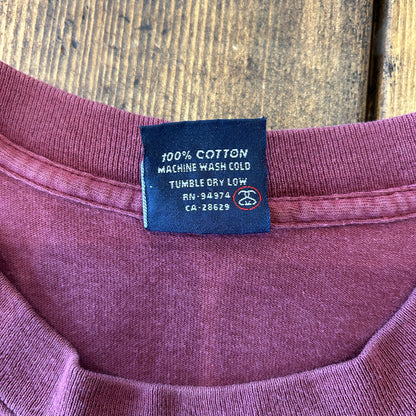 100% COTTON
MACHINE WASH COLD
TUMBLE DRY LOW
RN-94974
CA-28629